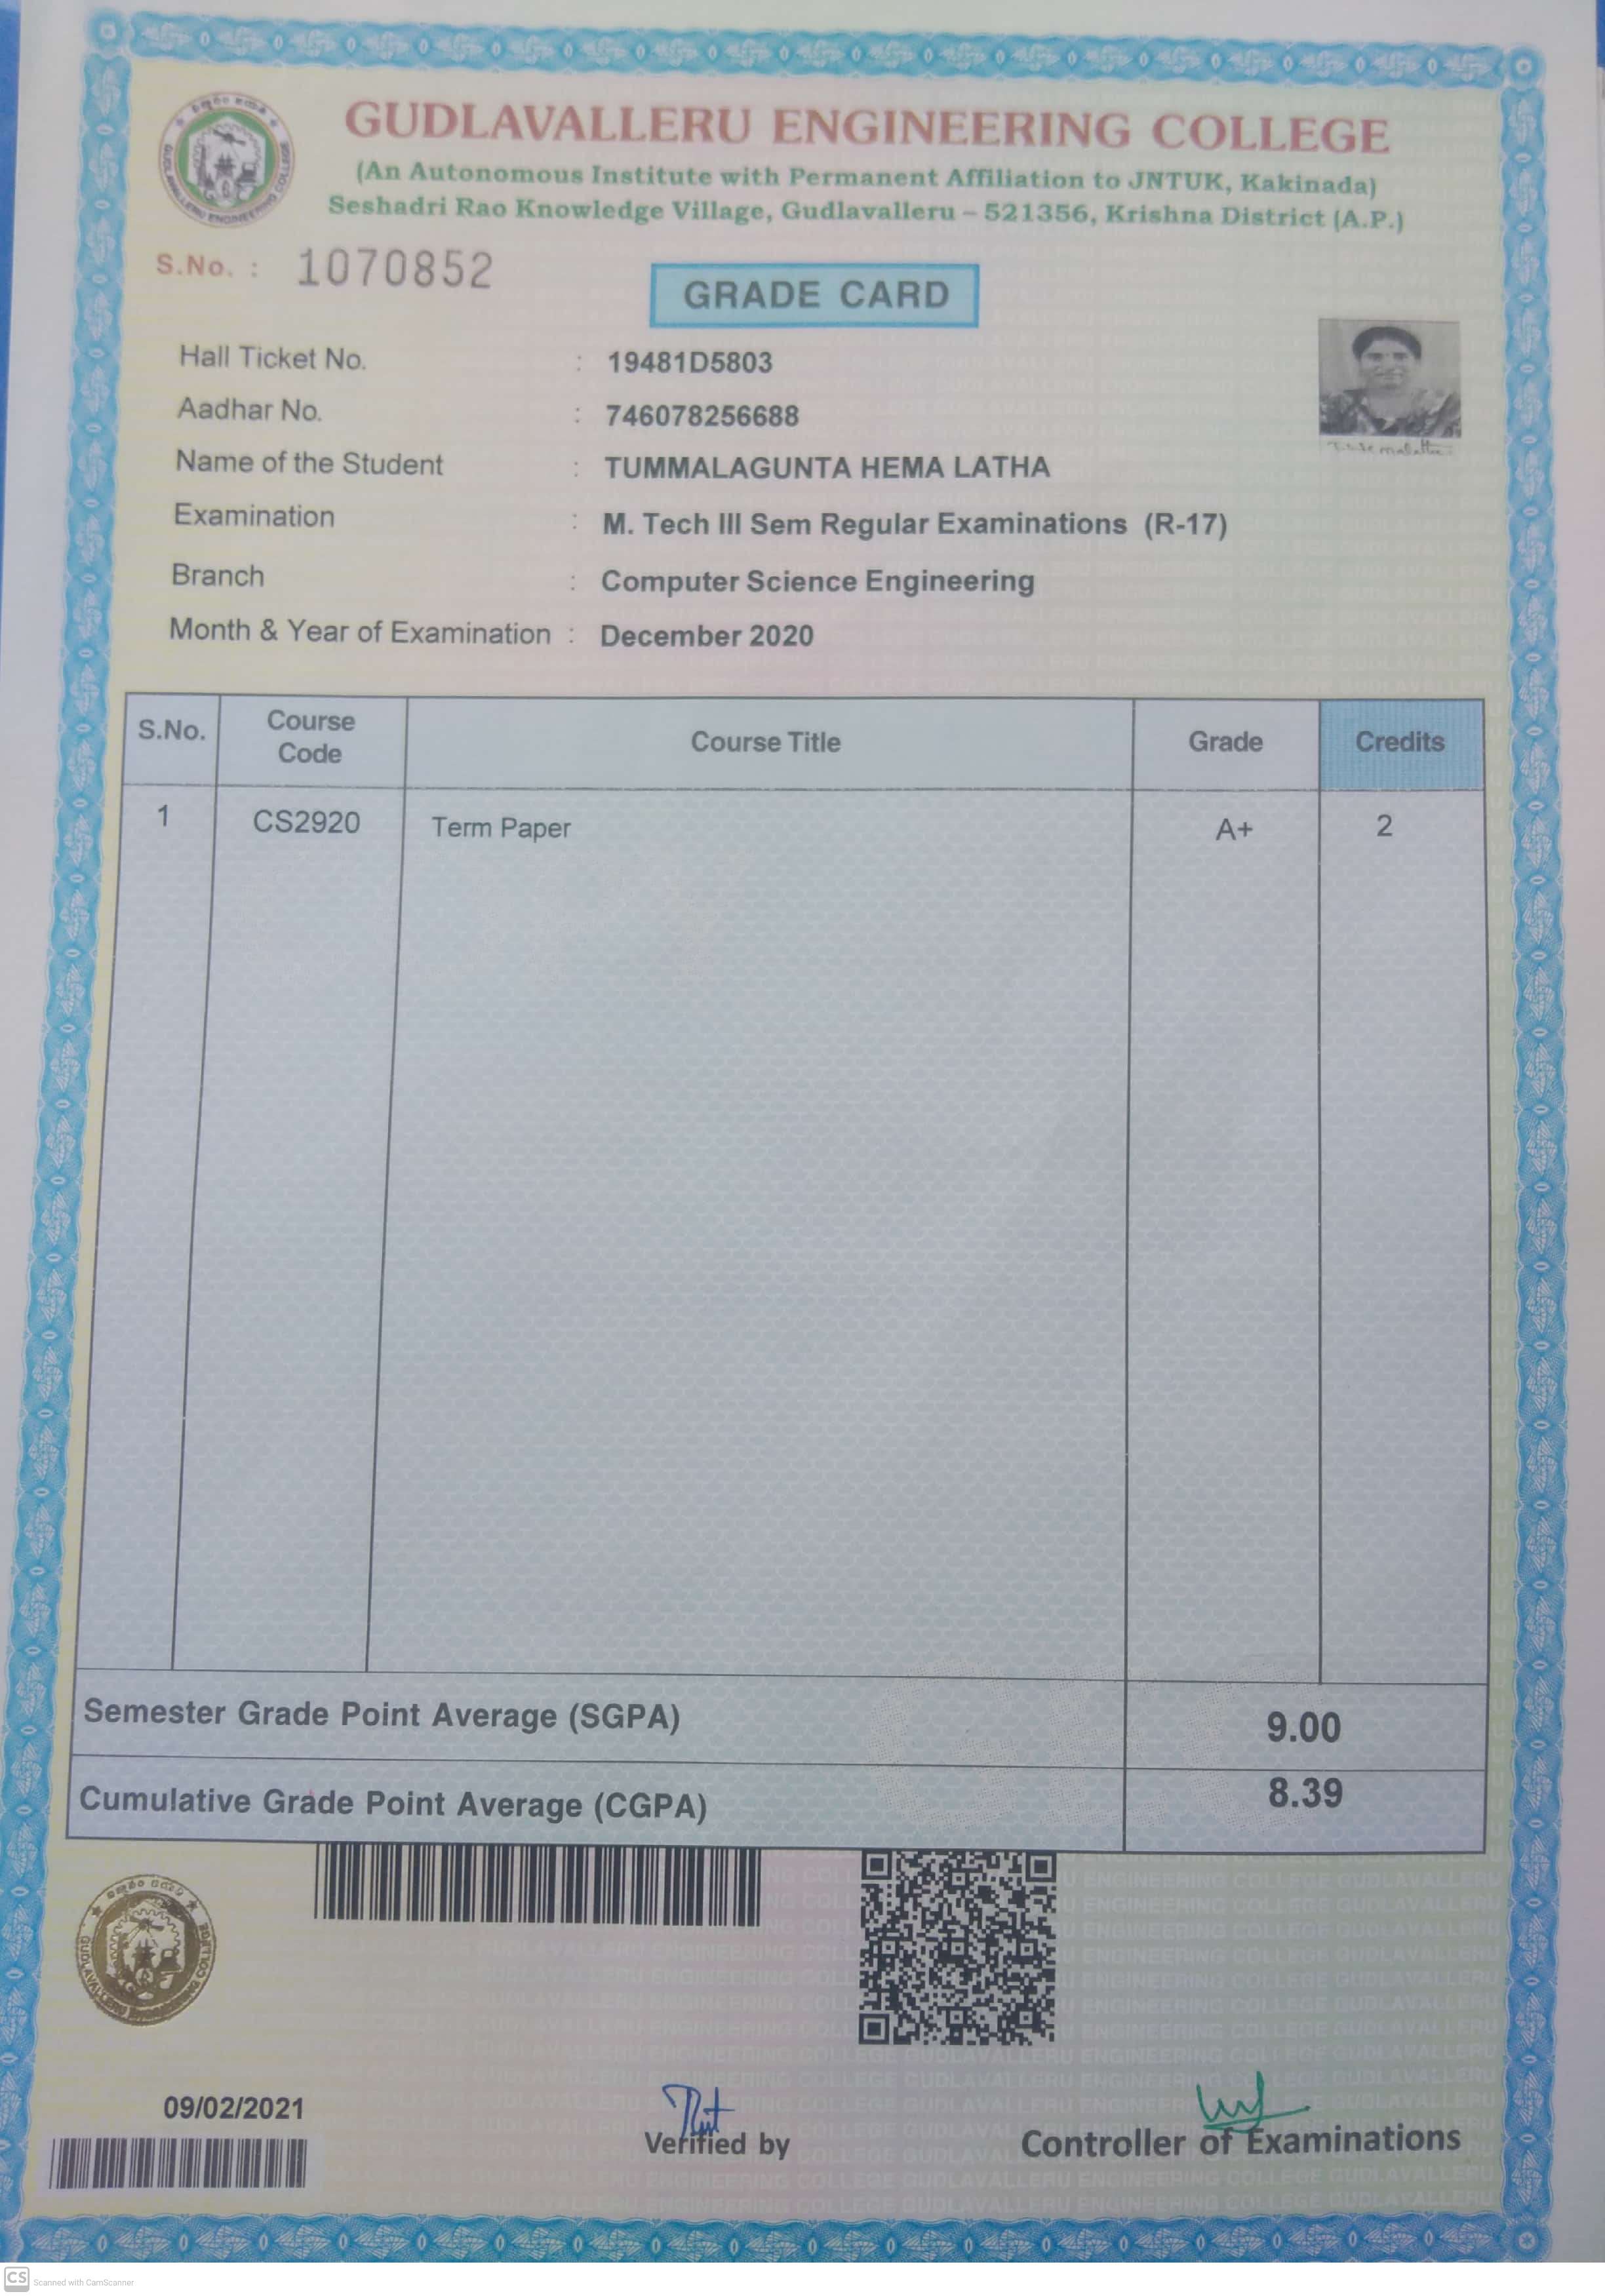 GUDLAVALLERU ENGINEERING COLLEGE
(An Autonomous Institute with Permanent Affiliation to JNTUK, Kakinada)
Seshadri Rao Knowledge Village, Gudlavalleru – 521356, Krishna District (A.P.)
S.No. : 1070852
GRADE CARD
Hall Ticket No. : 19481D5803
Aadhar No. : 746078256688
Name of the Student : TUMMALAGUNTA HEMA LATHA
Examination : M. Tech III Sem Regular Examinations (R-17)
Branch : Computer Science Engineering
Month & Year of Examination : December 2020
S.No. Course Code Course Title Grade Credits
1 CS2920 Term Paper A+ 2
Semester Grade Point Average (SGPA) 9.00
Cumulative Grade Point Average (CGPA) 8.39
GUDLAVALLERU ENGINEERING COLLEGE
09/02/2021
Verified by
Controller of Examinations
CS Scanned with CamScanner